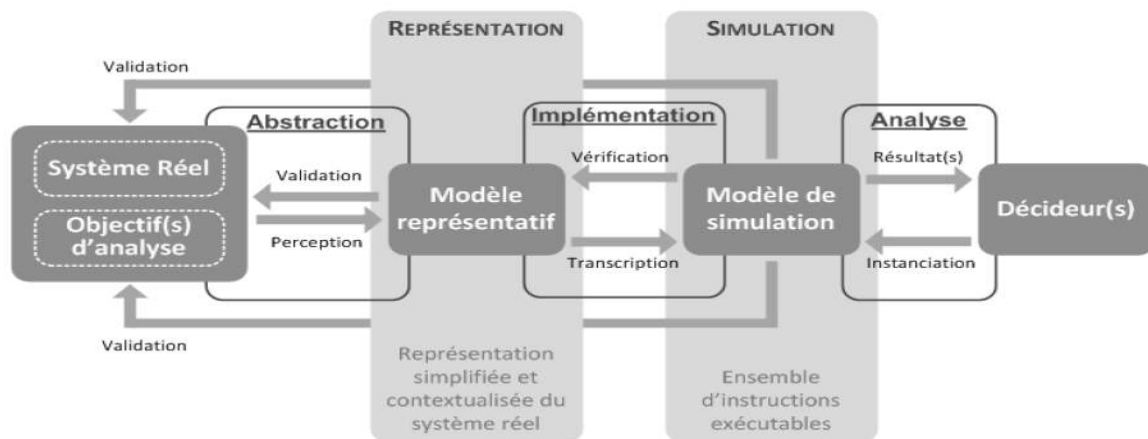 REPRÉSENTATION
SIMULATION
Validation
Abstraction
Implémentation
Analyse
Système Réel
Objectif(s)
d'analyse
Validation
Perception
Modèle
représentatif
Vérification
Transcription
Modèle de
simulation
Résultat(s)
Instanciation
Décideur(s)
Validation
Représentation
simplifiée et
contextualisée du
système réel
Ensemble
d'instructions
exécutables